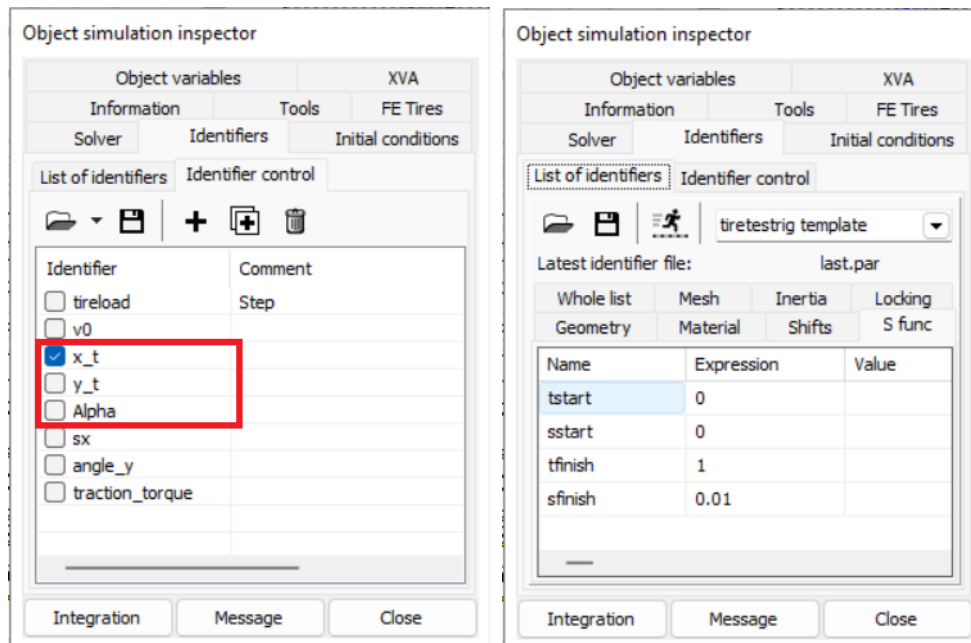 Object simulation inspector
Object variables XVA
Information Tools FE Tires
Solver Identifiers Initial conditions
List of identifiers Identifier control
Identifier Comment
tireload Step
v0
x_t
y_t
Alpha
sx
angle_y
traction_torque
Integration Message Close
Object simulation inspector
Object variables XVA
Information Tools FE Tires
Solver Identifiers Initial conditions
List of identifiers Identifier control
tiretestrig template
Latest identifier file: last.par
Whole list Mesh Inertia Locking
Geometry Material Shifts S func
Name Expression Value
tstart 0
sstart 0
tfinish 1
sfinish 0.01
Integration Message Close